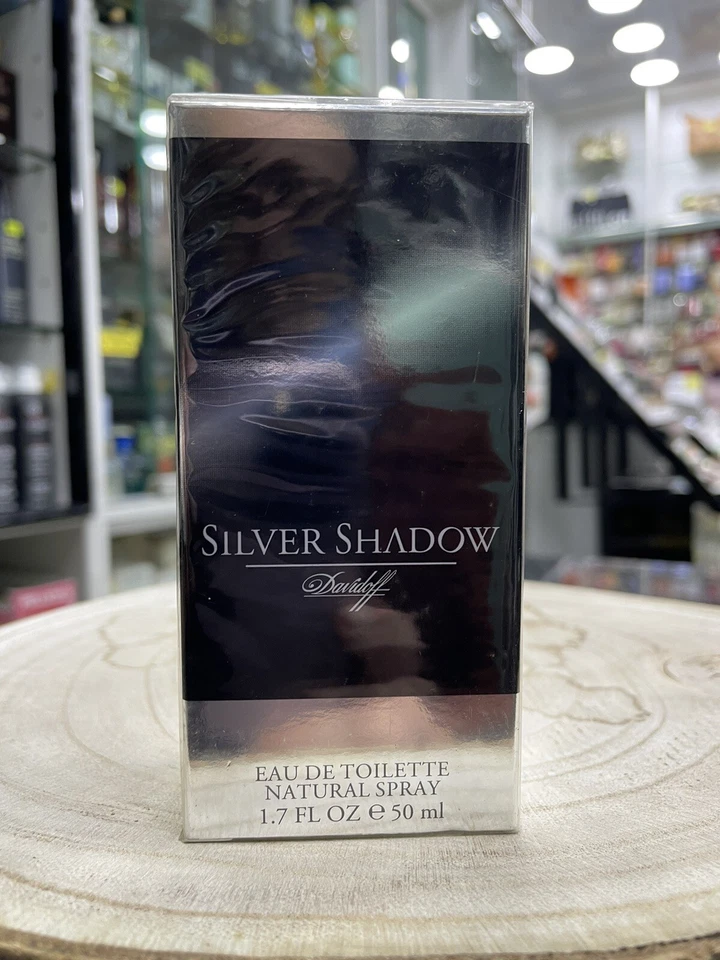 SILVER SHADOW
Davidoff
EAU DE TOILETTE
NATURAL SPRAY
1.7 FL OZ ℮ 50 ml